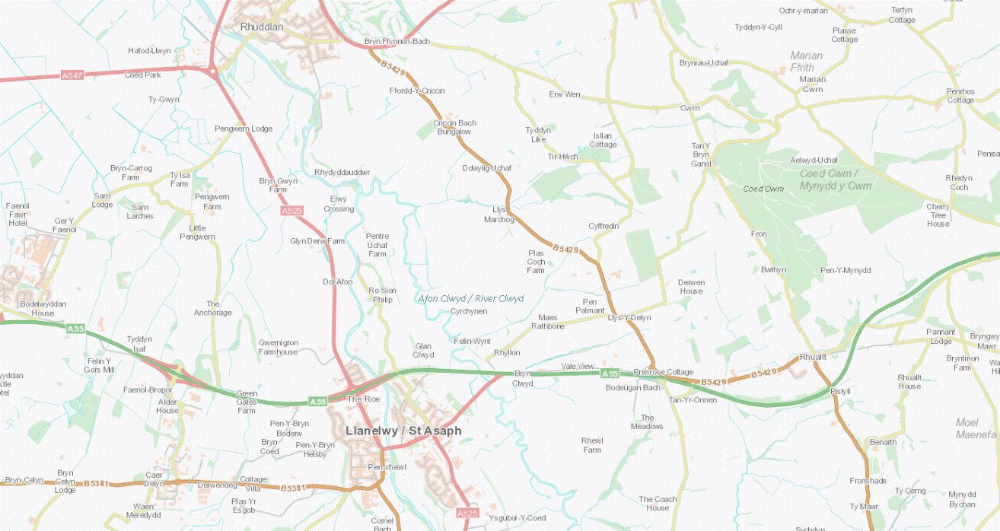 Rhuddlan
Bryn Ffynnon-Bach
Ochr-y-marian
Terfyn
Cottage
Tyddyn-Y-Cyll
Plasse
Cottage
Hafod-Llwyn
A547
Coed Park
B5429
Bryniau-Uchaf
Marian
Ffrith
Marian
Cwm
Ty-Gwyn
Ffordd-Y-Criccin
Erw Wen
Cwm
Penrhos
Cottage
Pengwern Lodge
Criccin Bach
Bungalow
Tyddyn
Like
Isllan
Cottage
Tan Y
Bryn
Ganol
Tir-Hŵch
Aelwyd-Uchaf
Penisa
Bryn-Carrog
Farm
Ty Isa
Farm
Rhydyddauddwr
Ddwylig Uchaf
Coed Cwm /
Mynydd y Cwm
Coed Cwm
Rhedyn
Coch
Bryn Gwyn
Farm
Sarn
Lodge
Sarn
Larches
Pengwern
Farm
Elwy
Crossing
A525
Llys
Marchog
Cherry
Tree
House
Faenol
Fawr
Hotel
Ger Y
Faenol
Little
Pengwern
Cyffredin
Fron
Glyn Derw Farm
Pentre
Uchaf
Farm
B5429
Plas
Coch
Farm
Bwthyn
Pen-Y-Mynydd
Dol Afon
Derwen
House
Ro Sion
Philip
Afon Clwyd / River Clwyd
Bodelwyddan
House
The
Anchorage
Cyrchynen
Pen
Palmant
Maes
Rathbone
Llys-Y-Delyn
A55
Tyddyn
Isaf
Gwernigron
Farmhouse
Felin-Wynt
Glan
Clwyd
Rhyllon
Pannant
Lodge
Bryngwy
Mawr
Felin Y
Gors Mill
Rhuallt
Bryntirion
Farm
Vale View
Bryn
Clwyd
A55
Primrose Cottage
B5429
B5429
Rhuallt
House
wyddan
stle
otel
Faenol-Bropor
Green
Gates
Farm
A55
The Roe
Bodeugan Bach
Tan-Yr-Onnen
Pistyll
Alder
House
Pen-Y-Bryn
Boderw
Llanelwy / St Asaph
The
Meadows
Moel
Maenefa
Bryn
Coed
Pen-Y-Bryn
Helsby
Rhewl
Farm
Benarth
Pen-rhewl
Bryn-Celyn
Bryn
Celyn
Lodge
B5381
Caer
Delyn
Derwendeg
Cottage
Villa
B5381
Fronshade
Ty Cerrig
Mynydd
Bychan
Waen
Meredydd
Plas Yr
Esgob
The Coach
House
Ty Mawr
A525
Cornel
Bach
Ysgubor-Y-Coed